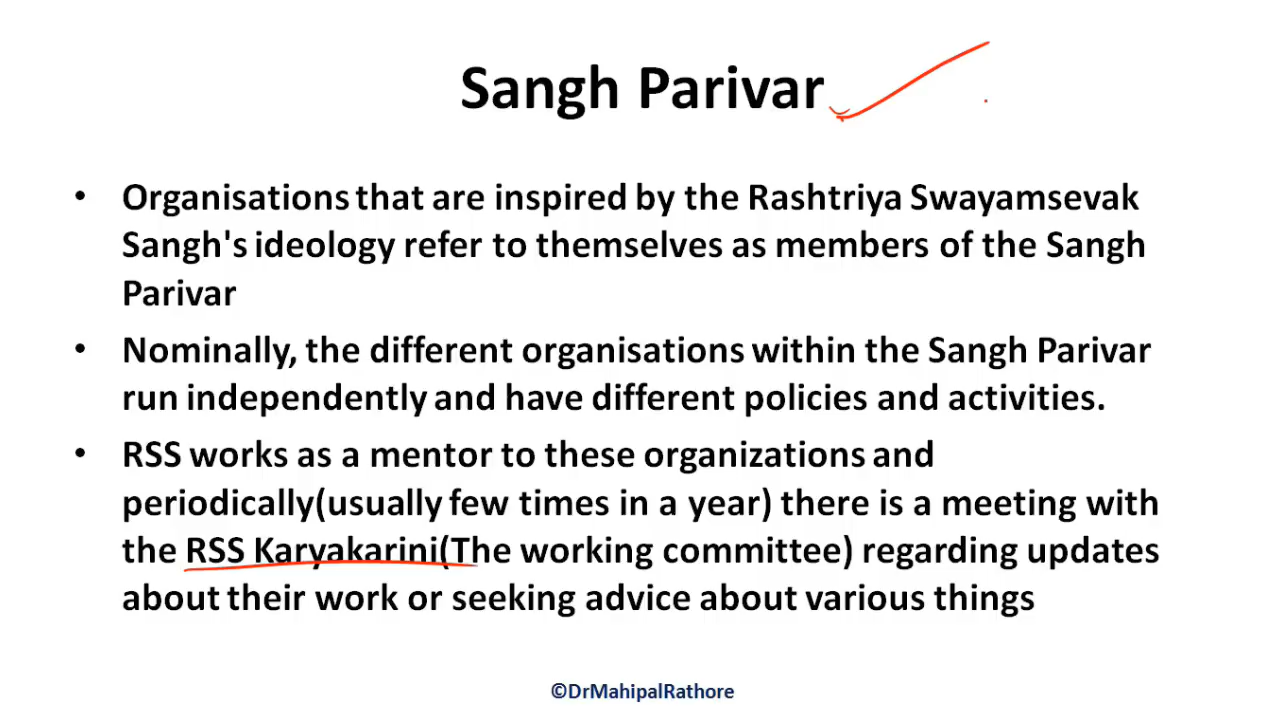 Sangh Parivar
• Organisations that are inspired by the Rashtriya Swayamsevak
Sangh's ideology refer to themselves as members of the Sangh
Parivar
• Nominally, the different organisations within the Sangh Parivar
run independently and have different policies and activities.
• RSS works as a mentor to these organizations and
periodically(usually few times in a year) there is a meeting with
the RSS Karyakarini(The working committee) regarding updates
about their work or seeking advice about various things
©DrMahipalRathore